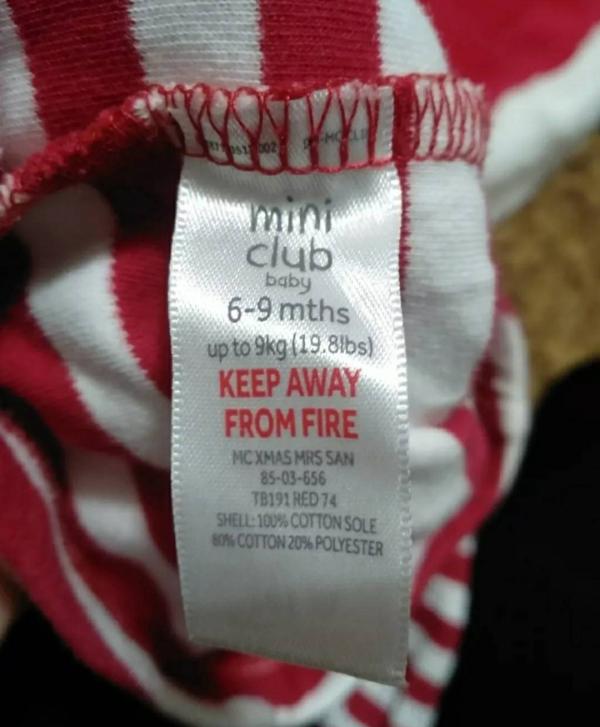 mini
club
baby
6-9 mths
up to 9kg (19.8lbs)
KEEP AWAY
FROM FIRE
MC XMAS MRS SAN
85-03-656
TB191 RED 74
SHELL: 100% COTTON SOLE
80% COTTON 20% POLYESTER